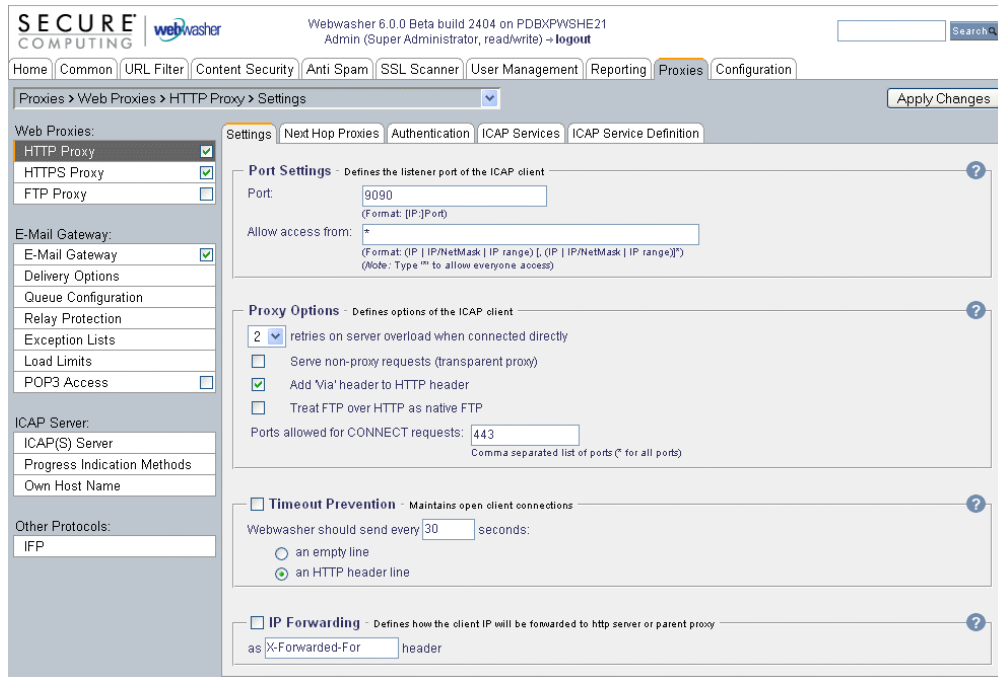 SECURE
COMPUTING
webwasher
Webwasher 6.0.0 Beta build 2404 on PDBXPWSHE21
Admin (Super Administrator, read/write) → logout
Search
Home Common URL Filter Content Security Anti Spam SSL Scanner User Management Reporting Proxies Configuration
Proxies > Web Proxies > HTTP Proxy > Settings
Apply Changes
Web Proxies:
HTTP Proxy
HTTPS Proxy
FTP Proxy
E-Mail Gateway:
E-Mail Gateway
Delivery Options
Queue Configuration
Relay Protection
Exception Lists
Load Limits
POP3 Access
ICAP Server:
ICAP(S) Server
Progress Indication Methods
Own Host Name
Other Protocols:
IFP
Settings Next Hop Proxies Authentication ICAP Services ICAP Service Definition
Port Settings - Defines the listener port of the ICAP client ?
Port: 9090
(Format: [IP:]Port)
Allow access from: *
(Format: (IP | IP/NetMask | IP range) [, (IP | IP/NetMask | IP range)]*)
(Note: Type '*' to allow everyone access)
Proxy Options - Defines options of the ICAP client ?
2 retries on server overload when connected directly
Serve non-proxy requests (transparent proxy)
Add 'Via' header to HTTP header
Treat FTP over HTTP as native FTP
Ports allowed for CONNECT requests: 443
Comma separated list of ports (* for all ports)
Timeout Prevention - Maintains open client connections ?
Webwasher should send every 30 seconds:
an empty line
an HTTP header line
IP Forwarding - Defines how the client IP will be forwarded to http server or parent proxy ?
as X-Forwarded-For header